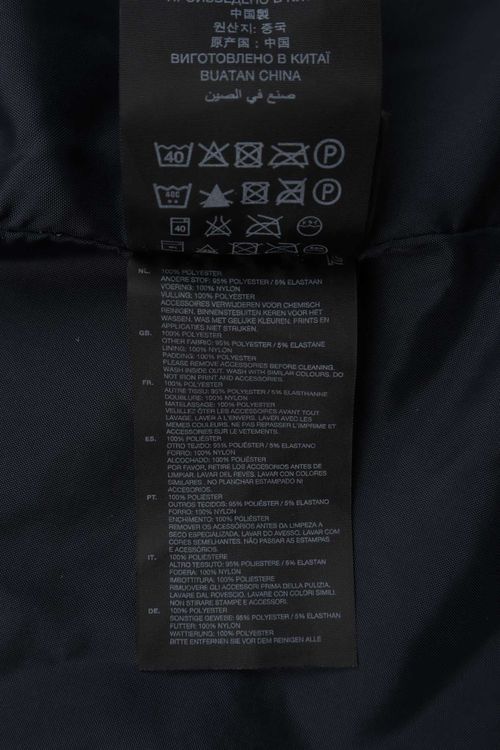 PRODUZIDO EM CHINA
中国製
원산지: 중국
原产国：中国
ВИГОТОВЛЕНО В КИТАЇ
BUATAN CHINA
صنع في الصين
40 P
40C P
40
NL: 100% POLYESTER
ANDERE STOF: 95% POLYESTER / 5% ELASTAAN
VOERING: 100% NYLON
VULLING: 100% POLYESTER
ACCESSOIRES VERWIJDEREN VOOR CHEMISCH
REINIGEN. BINNENSTEBUITEN KEREN VOOR HET
WASSEN. WAS MET GELIJKE KLEUREN. PRINTS EN
APPLICATIES NIET STRIJKEN.
GB: 100% POLYESTER
OTHER FABRIC: 95% POLYESTER / 5% ELASTANE
LINING: 100% NYLON
PADDING: 100% POLYESTER
PLEASE REMOVE ACCESSORIES BEFORE CLEANING.
WASH INSIDE OUT. WASH WITH SIMILAR COLOURS. DO
NOT IRON PRINT AND ACCESSORIES.
FR: 100% POLYESTER
AUTRE TISSU: 95% POLYESTER / 5% ELASTHANNE
DOUBLURE: 100% NYLON
MATELASSAGE: 100% POLYESTER
VEUILLEZ ÔTER LES ACCESSOIRES AVANT TOUT
LAVAGE. LAVER A L'ENVERS. LAVER AVEC LES
MÊMES COULEURS. NE PAS REPASSER L'IMPRIME ET
ACCESSOIRES SUR LE VETEMENTS.
ES: 100% POLIÉSTER
OTRO TEJIDO: 95% POLIÉSTER / 5% ELASTANO
FORRO: 100% NYLON
ALCOCHADO: 100% POLIÉSTER
POR FAVOR, RETIRE LOS ACCESORIOS ANTES DE
LIMPIAR. LAVAR DEL REVES. LAVAR CON COLORES
SIMILARES. NO PLANCHAR ESTAMPADO NI
ACCESORIOS.
PT: 100% POLIÉSTER
OUTROS TECIDOS: 95% POLIÉSTER / 5% ELASTANO
FORRO: 100% NYLON
ENCHIMENTO: 100% POLIÉSTER
REMOVER OS ACESSÓRIOS ANTES DA LIMPEZA A
SECO ESPECIALIZADA. LAVAR DO AVESSO. LAVAR COM
CORES SEMELHANTES. NÃO PASSAR AS ESTAMPAS
E ACESSÓRIOS.
IT: 100% POLIESTERE
ALTRO TESSUTO: 95% POLIESTERE / 5% ELASTAN
FODERA: 100% NYLON
IMBOTTITURA: 100% POLIESTERE
RIMUOVERE GLI ACCESSORI PRIMA DELLA PULIZIA.
LAVARE DAL ROVESCIO. LAVARE CON COLORI SIMILI.
NON STIRARE STAMPE E ACCESSORI.
DE: 100% POLYESTER
SONSTIGE GEWEBE: 95% POLYESTER / 5% ELASTHAN
FUTTER: 100% NYLON
WATTIERUNG: 100% POLYESTER
BITTE ENTFERNEN SIE VOR DEM REINIGEN ALLE